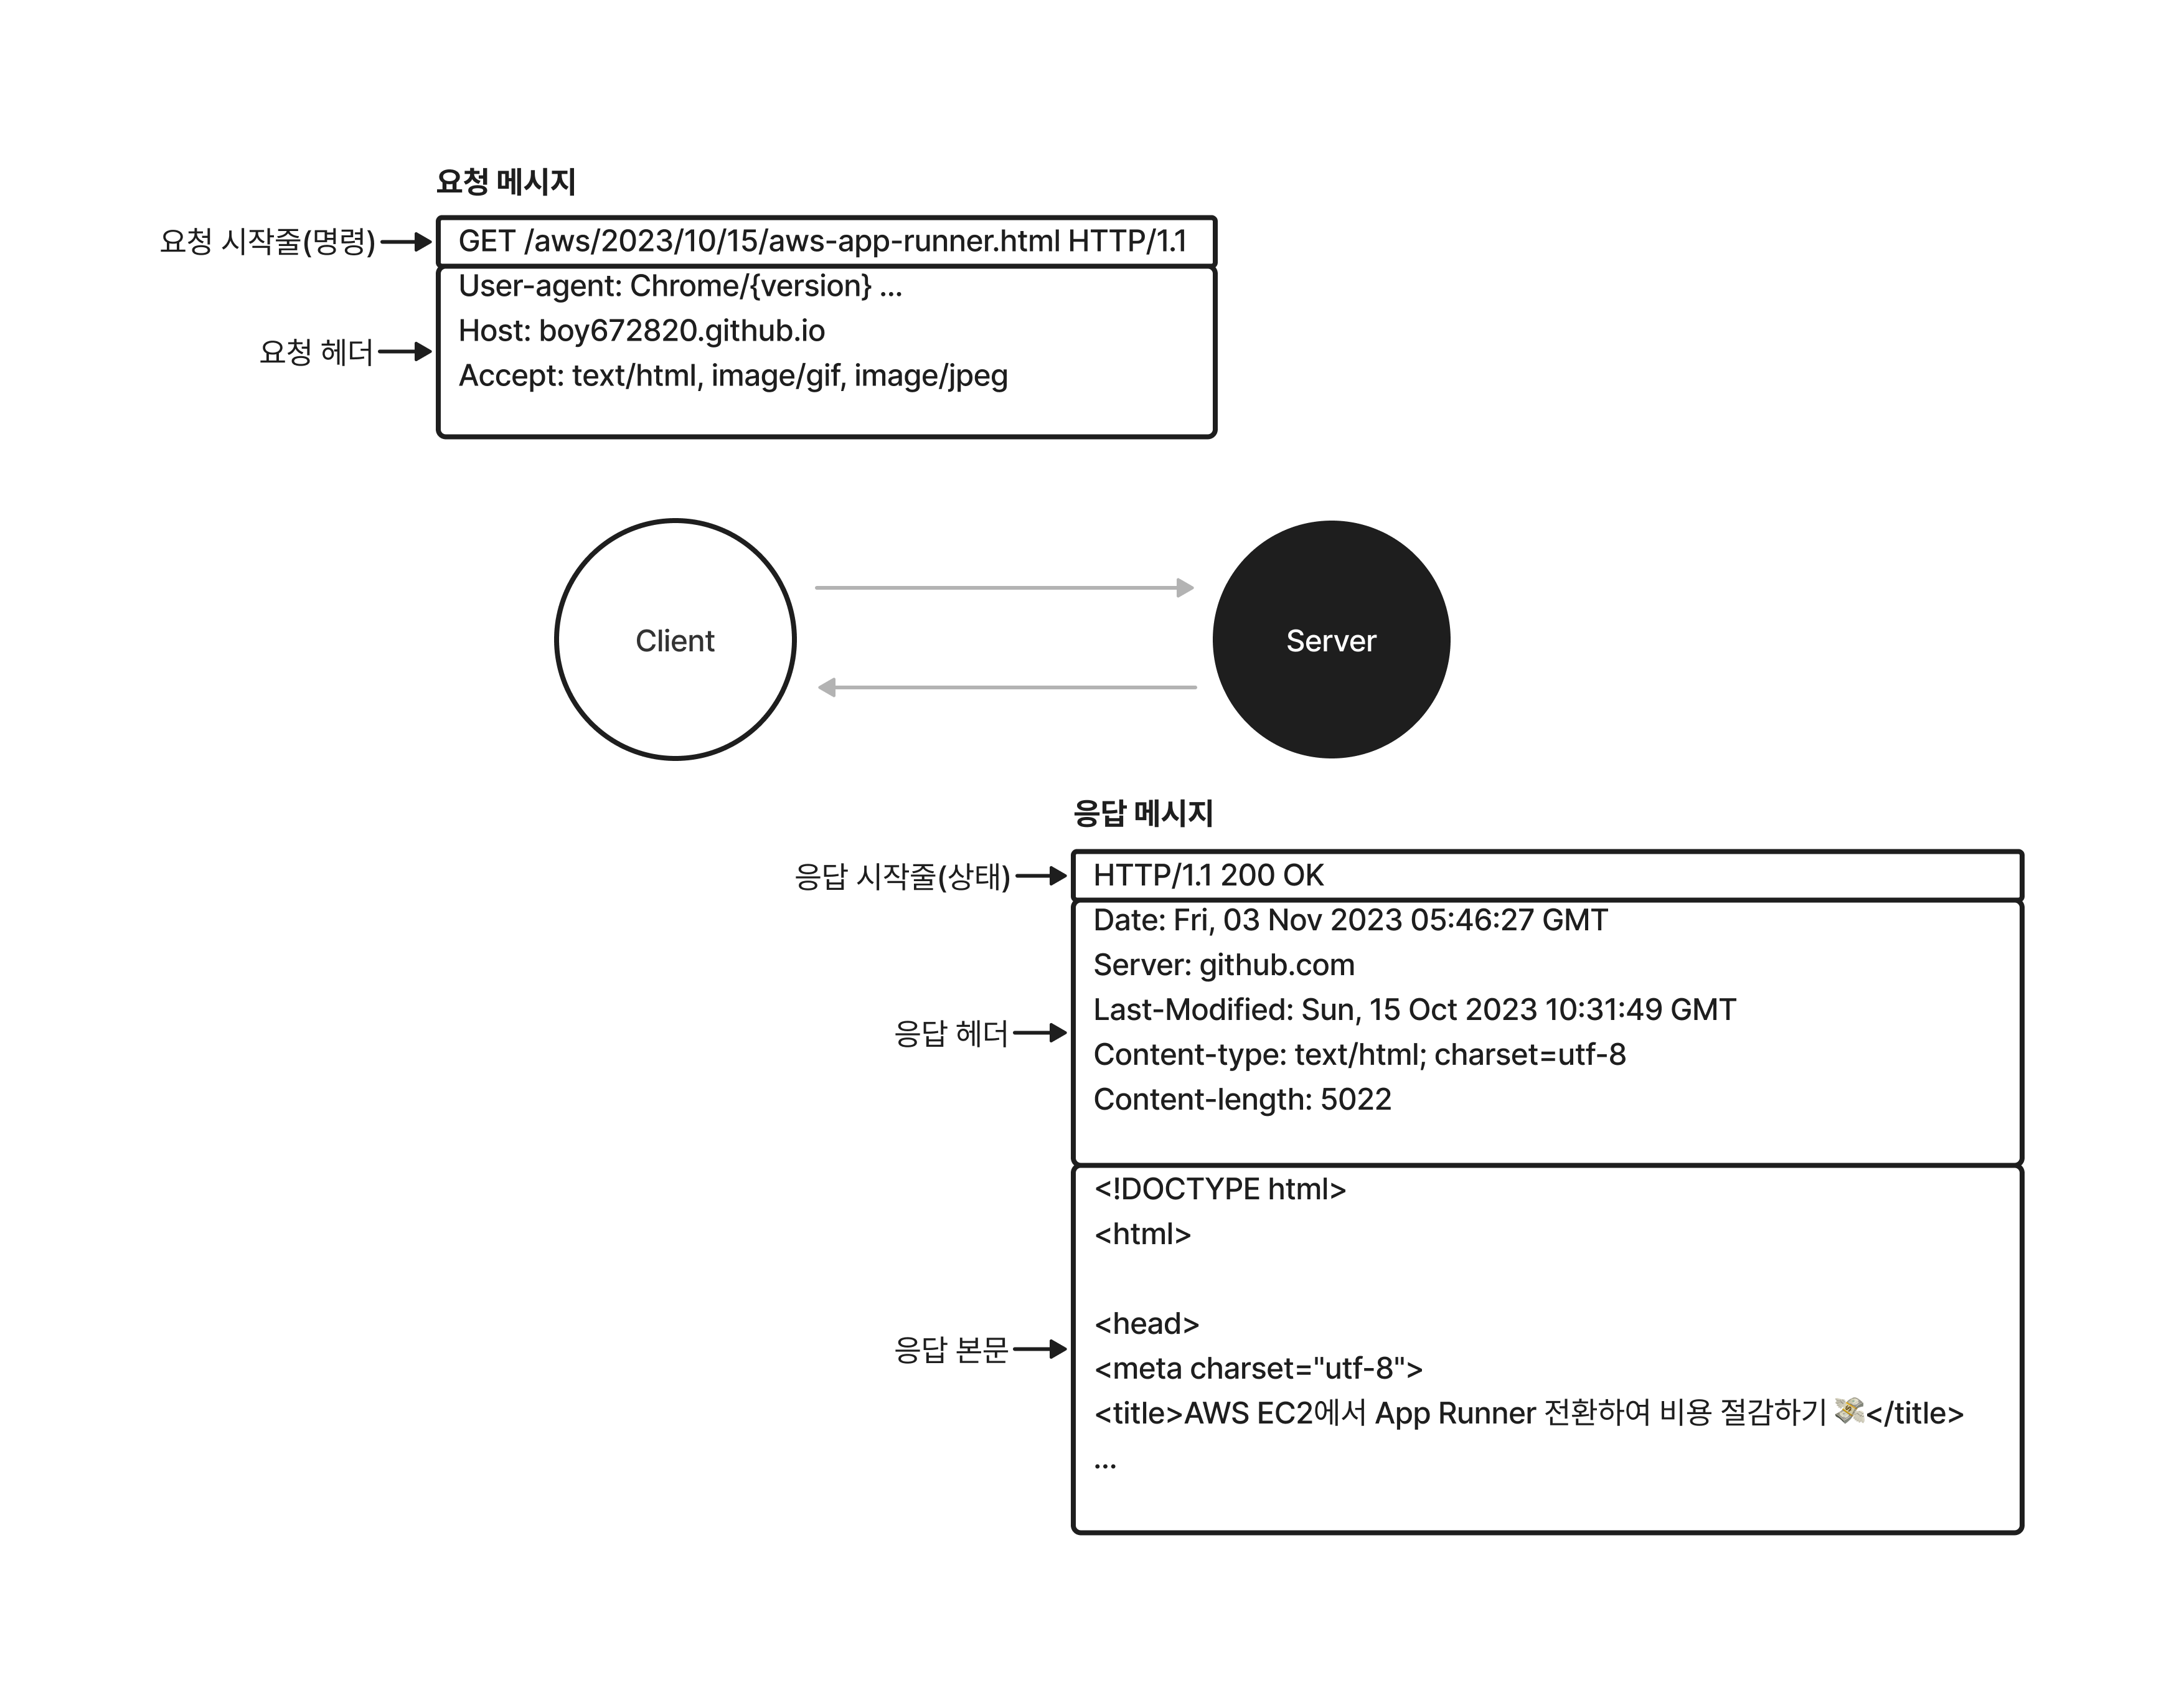 요청 메시지
요청 시작줄(명령)
GET /aws/2023/10/15/aws-app-runner.html HTTP/1.1
요청 헤더
User-agent: Chrome/{version} ...
Host: boy672820.github.io
Accept: text/html, image/gif, image/jpeg
Client
Server
응답 메시지
응답 시작줄(상태)
HTTP/1.1 200 OK
응답 헤더
Date: Fri, 03 Nov 2023 05:46:27 GMT
Server: github.com
Last-Modified: Sun, 15 Oct 2023 10:31:49 GMT
Content-type: text/html; charset=utf-8
Content-length: 5022
응답 본문
<!DOCTYPE html>
<html>
<head>
<meta charset="utf-8">
<title>AWS EC2에서 App Runner 전환하여 비용 절감하기 💸</title>
...